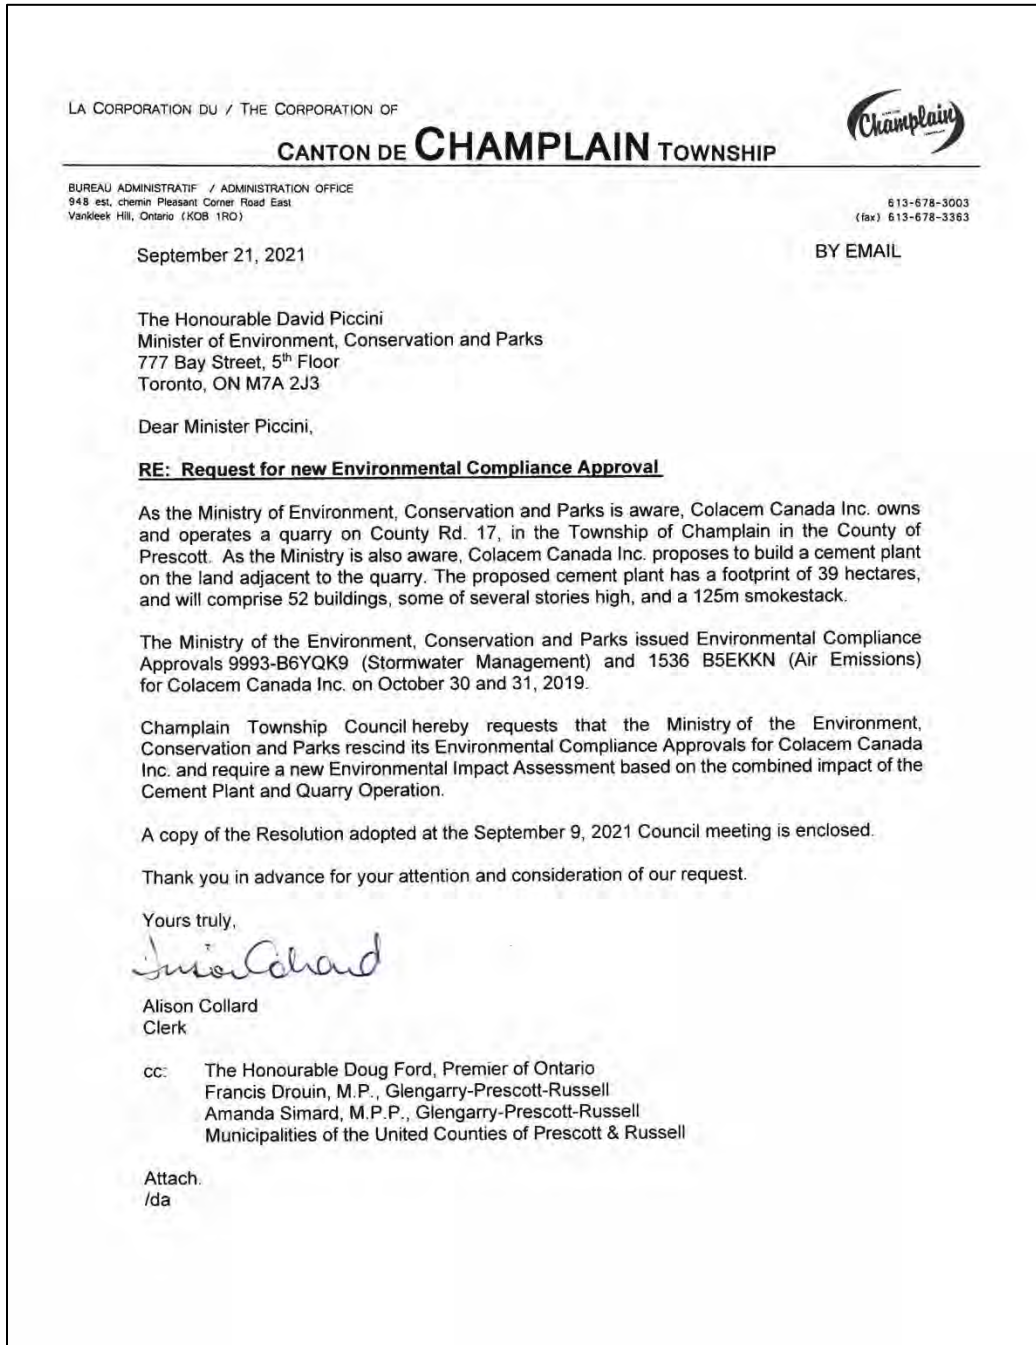 LA CORPORATION DU / THE CORPORATION OF
CANTON DE CHAMPLAIN TOWNSHIP
Champlain
BUREAU ADMINISTRATIF / ADMINISTRATION OFFICE
948 est, chemin Pleasant Corner Road East
Vankleek Hill, Ontario (K0B 1R0)
613-678-3003
(fax) 613-678-3363
September 21, 2021
BY EMAIL
The Honourable David Piccini
Minister of Environment, Conservation and Parks
777 Bay Street, 5th Floor
Toronto, ON M7A 2J3
Dear Minister Piccini,
RE: Request for new Environmental Compliance Approval
As the Ministry of Environment, Conservation and Parks is aware, Colacem Canada Inc. owns
and operates a quarry on County Rd. 17, in the Township of Champlain in the County of
Prescott. As the Ministry is also aware, Colacem Canada Inc. proposes to build a cement plant
on the land adjacent to the quarry. The proposed cement plant has a footprint of 39 hectares,
and will comprise 52 buildings, some of several stories high, and a 125m smokestack.
The Ministry of the Environment, Conservation and Parks issued Environmental Compliance
Approvals 9993-B6YQK9 (Stormwater Management) and 1536 B5EKKN (Air Emissions)
for Colacem Canada Inc. on October 30 and 31, 2019.
Champlain Township Council hereby requests that the Ministry of the Environment,
Conservation and Parks rescind its Environmental Compliance Approvals for Colacem Canada
Inc. and require a new Environmental Impact Assessment based on the combined impact of the
Cement Plant and Quarry Operation.
A copy of the Resolution adopted at the September 9, 2021 Council meeting is enclosed.
Thank you in advance for your attention and consideration of our request.
Yours truly,
Alison Collard
Clerk
cc: The Honourable Doug Ford, Premier of Ontario
Francis Drouin, M.P., Glengarry-Prescott-Russell
Amanda Simard, M.P.P., Glengarry-Prescott-Russell
Municipalities of the United Counties of Prescott & Russell
Attach.
/da